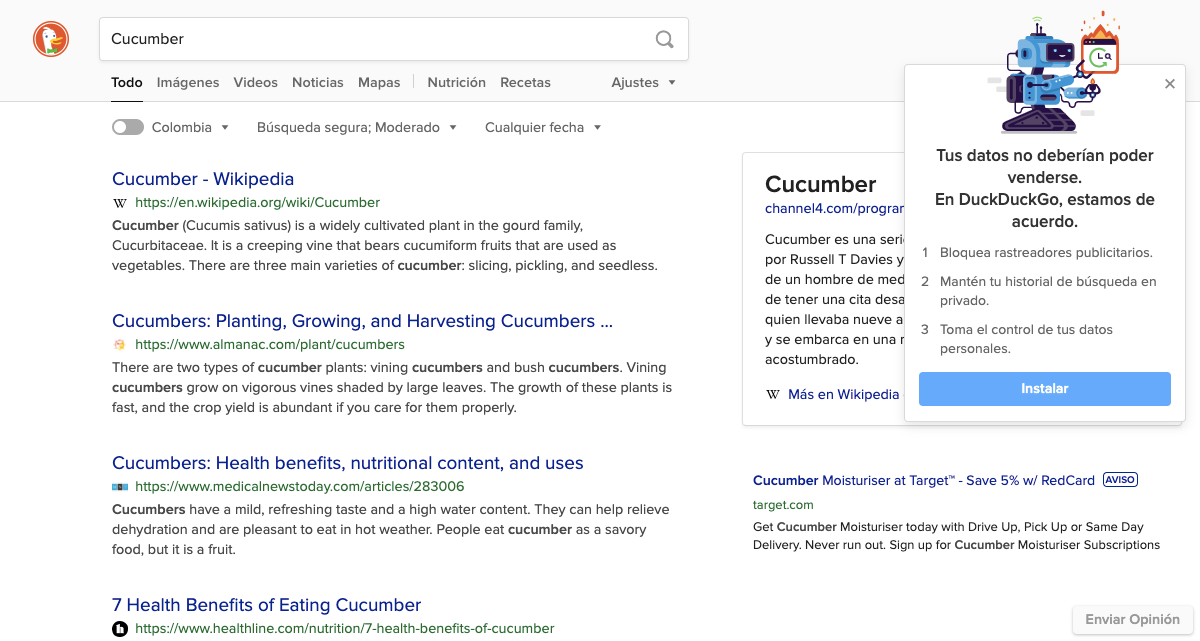 Cucumber
Todo Imágenes Videos Noticias Mapas Nutrición Recetas Ajustes
Colombia Búsqueda segura; Moderado Cualquier fecha
Cucumber - Wikipedia
W https://en.wikipedia.org/wiki/Cucumber
Cucumber (Cucumis sativus) is a widely cultivated plant in the gourd family,
Cucurbitaceae. It is a creeping vine that bears cucumiform fruits that are used as
vegetables. There are three main varieties of cucumber: slicing, pickling, and seedless.
Cucumbers: Planting, Growing, and Harvesting Cucumbers ...
https://www.almanac.com/plant/cucumbers
There are two types of cucumber plants: vining cucumbers and bush cucumbers. Vining
cucumbers grow on vigorous vines shaded by large leaves. The growth of these plants is
fast, and the crop yield is abundant if you care for them properly.
Cucumbers: Health benefits, nutritional content, and uses
https://www.medicalnewstoday.com/articles/283006
Cucumbers have a mild, refreshing taste and a high water content. They can help relieve
dehydration and are pleasant to eat in hot weather. People eat cucumber as a savory
food, but it is a fruit.
7 Health Benefits of Eating Cucumber
h https://www.healthline.com/nutrition/7-health-benefits-of-cucumber
Cucumber
channel4.com/program
Cucumber es una serie
por Russell T Davies y
de un hombre de med
de tener una cita desa
quien llevaba nueve a
y se embarca en una
acostumbrado.
W Más en Wikipedia
Tus datos no deberían poder
venderse.
En DuckDuckGo, estamos de
acuerdo.
1 Bloquea rastreadores publicitarios.
2 Mantén tu historial de búsqueda en
privado.
3 Toma el control de tus datos
personales.
Instalar
Cucumber Moisturiser at Target™ - Save 5% w/ RedCard AVISO
target.com
Get Cucumber Moisturiser today with Drive Up, Pick Up or Same Day
Delivery. Never run out. Sign up for Cucumber Moisturiser Subscriptions
Enviar Opinión